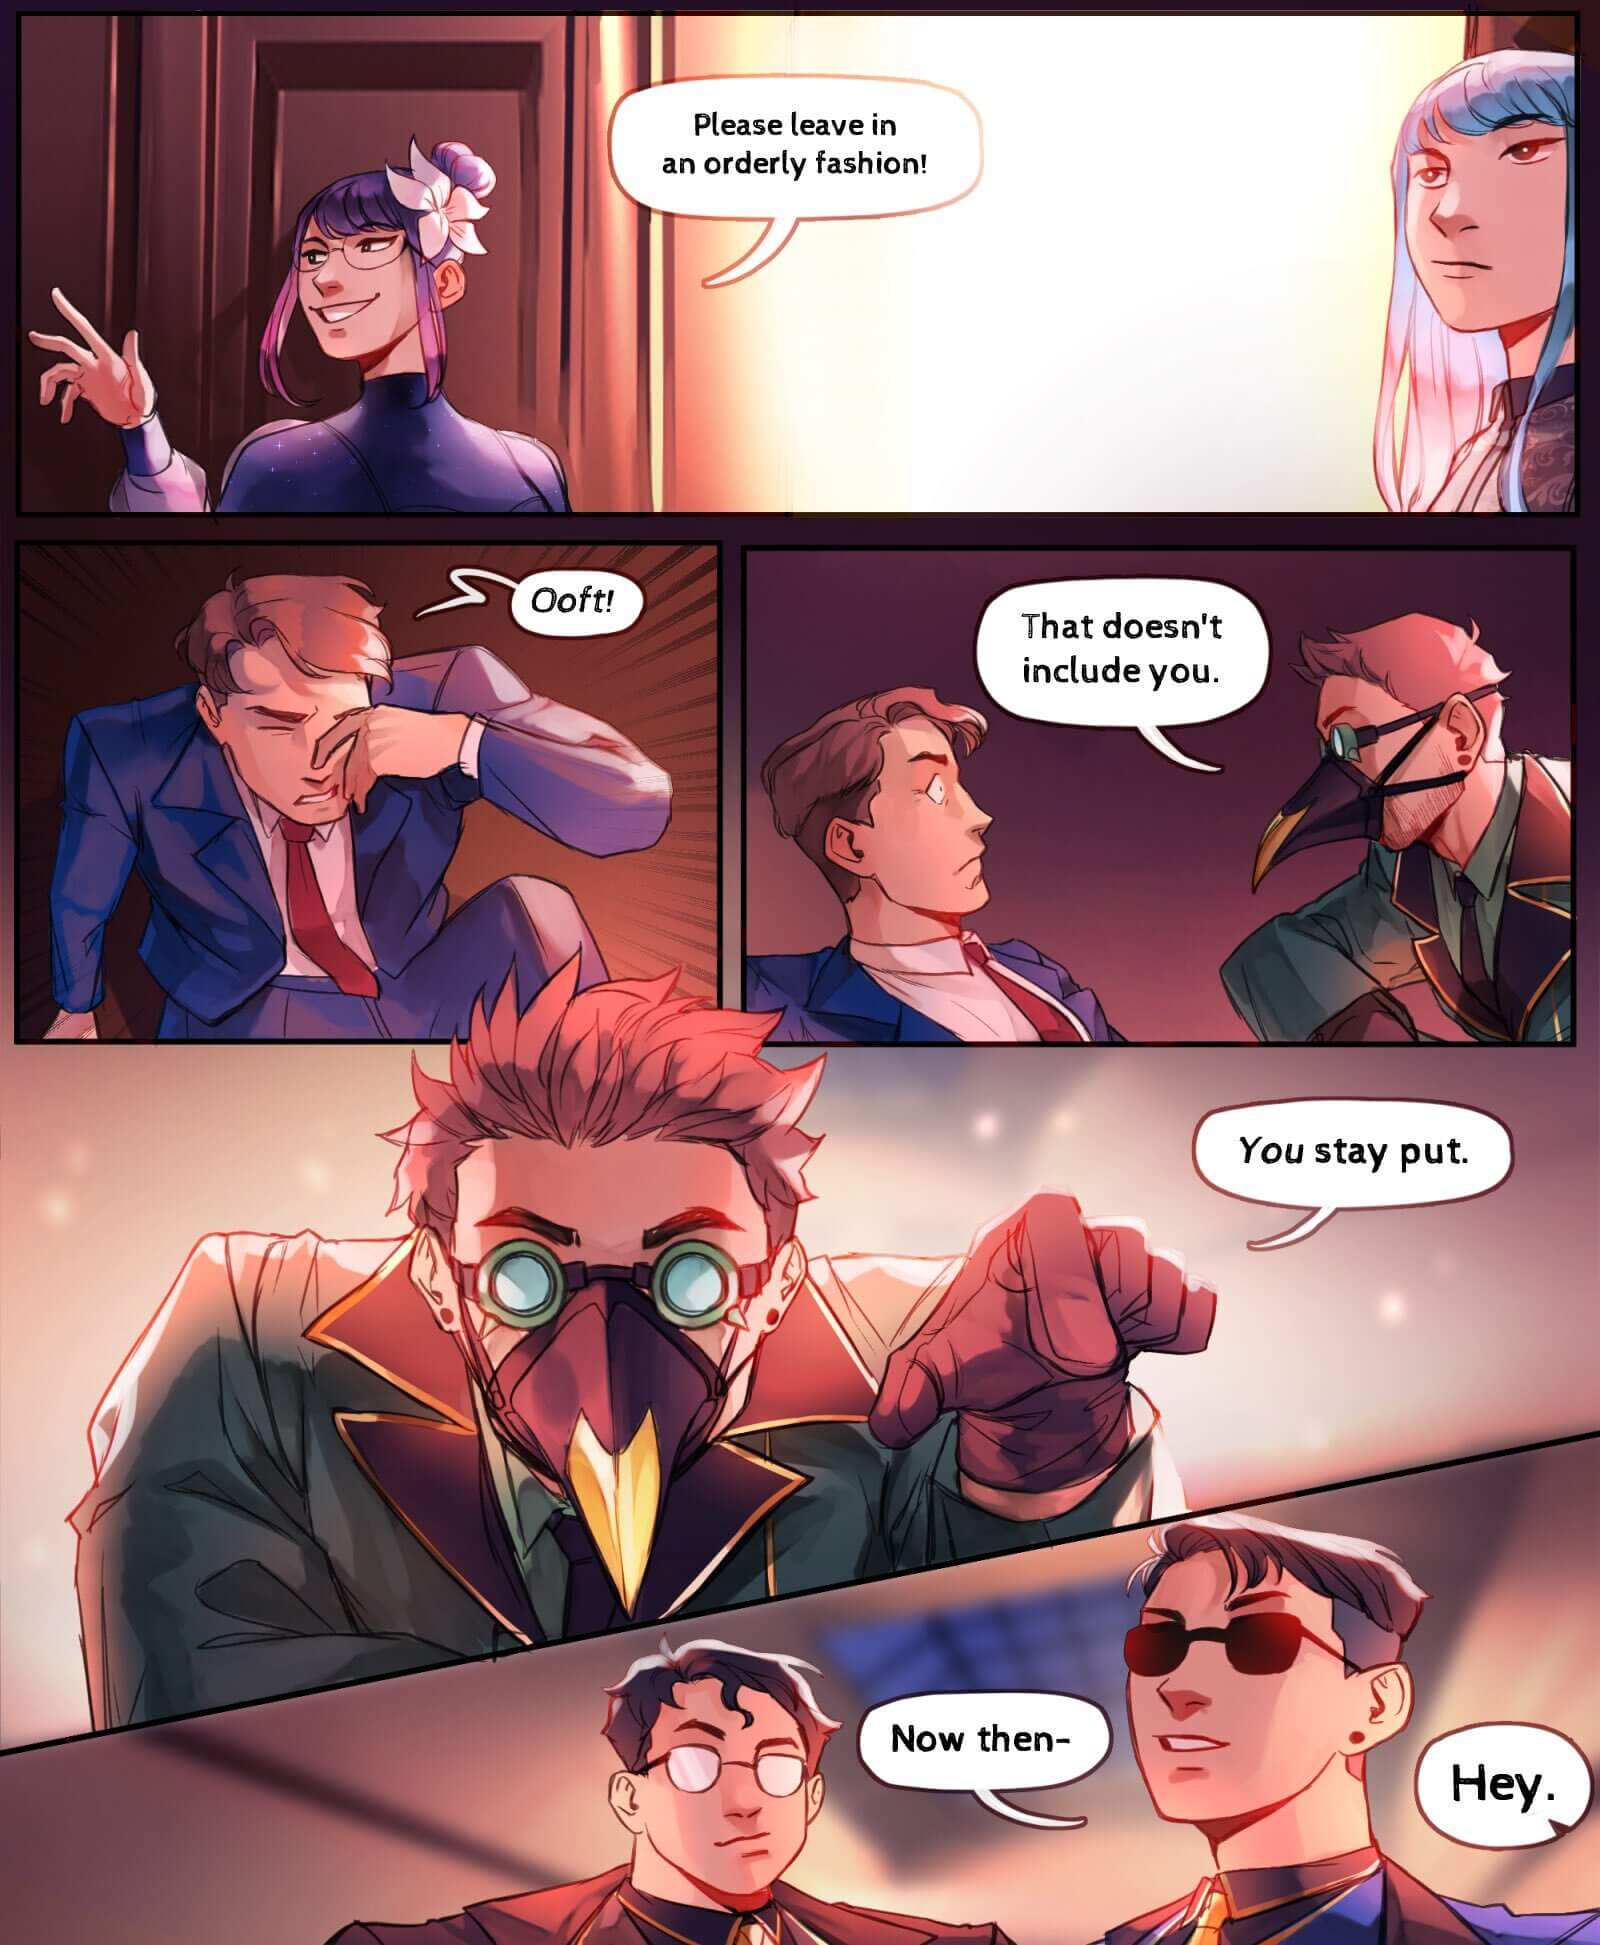 Please leave in
an orderly fashion!
Ooft!
That doesn't
include you.
You stay put.
Now then-
Hey.